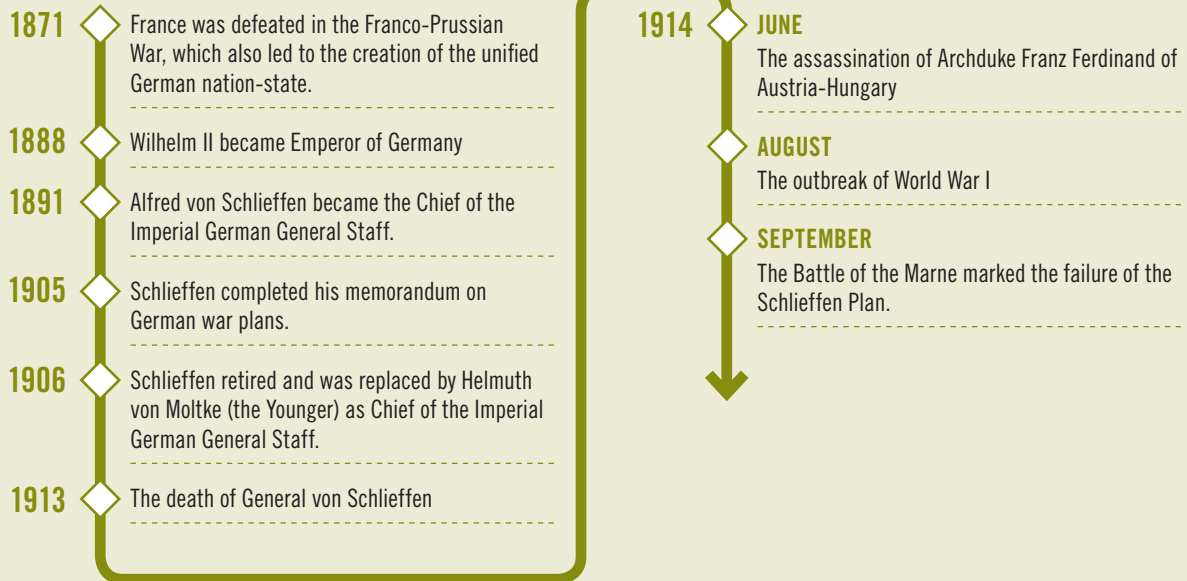 1871
France was defeated in the Franco-Prussian
War, which also led to the creation of the unified
German nation-state.
1888
Wilhelm II became Emperor of Germany
1891
Alfred von Schlieffen became the Chief of the
Imperial German General Staff.
1905
Schlieffen completed his memorandum on
German war plans.
1906
Schlieffen retired and was replaced by Helmuth
von Moltke (the Younger) as Chief of the Imperial
German General Staff.
1913
The death of General von Schlieffen
1914
JUNE
The assassination of Archduke Franz Ferdinand of
Austria-Hungary
AUGUST
The outbreak of World War I
SEPTEMBER
The Battle of the Marne marked the failure of the
Schlieffen Plan.